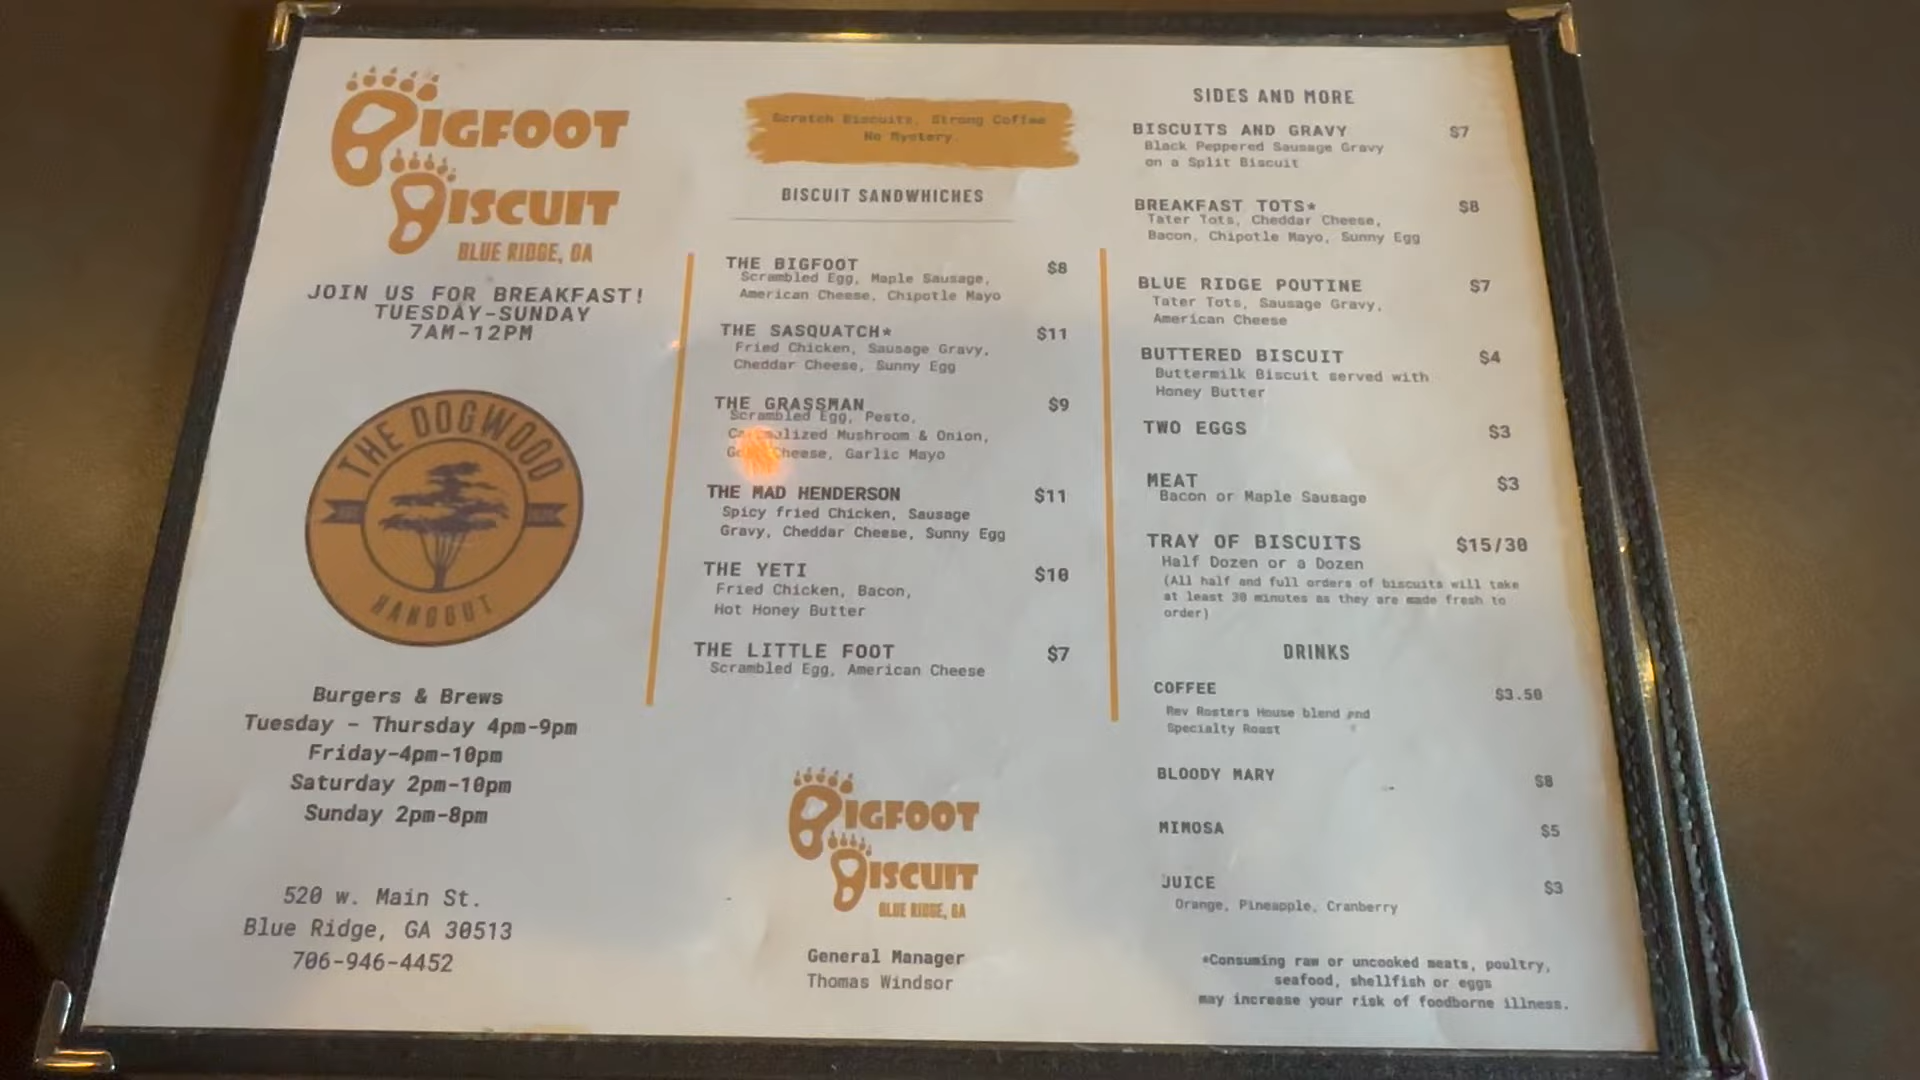 BIGFOOT
BISCUIT
BLUE RIDGE, GA
JOIN US FOR BREAKFAST!
TUESDAY-SUNDAY
7AM-12PM
THE DOGWOOD
HANGOUT
Burgers & Brews
Tuesday - Thursday 4pm-9pm
Friday-4pm-10pm
Saturday 2pm-10pm
Sunday 2pm-8pm
520 w. Main St.
Blue Ridge, GA 30513
706-946-4452
Scratch Biscuits, Strong Coffee
No Mystery.
BISCUIT SANDWHICHES
THE BIGFOOT $8
Scrambled Egg, Maple Sausage,
American Cheese, Chipotle Mayo
THE SASQUATCH* $11
Fried Chicken, Sausage Gravy,
Cheddar Cheese, Sunny Egg
THE GRASSMAN $9
Scrambled Egg, Pesto,
Mushroom & Onion,
Cheese, Garlic Mayo
THE MAD HENDERSON $11
Spicy fried Chicken, Sausage
Gravy, Cheddar Cheese, Sunny Egg
THE YETI $10
Fried Chicken, Bacon,
Hot Honey Butter
THE LITTLE FOOT $7
Scrambled Egg, American Cheese
BIGFOOT
BISCUIT
BLUE RIDGE, GA
General Manager
Thomas Windsor
SIDES AND MORE
BISCUITS AND GRAVY $7
Black Peppered Sausage Gravy
on a Split Biscuit
BREAKFAST TOTS* $8
Tater Tots, Cheddar Cheese,
Bacon, Chipotle Mayo, Sunny Egg
BLUE RIDGE POUTINE $7
Tater Tots, Sausage Gravy,
American Cheese
BUTTERED BISCUIT $4
Buttermilk Biscuit served with
Honey Butter
TWO EGGS $3
MEAT $3
Bacon or Maple Sausage
TRAY OF BISCUITS $15/30
Half Dozen or a Dozen
(All half and full orders of biscuits will take
at least 30 minutes as they are made fresh to
order)
DRINKS
COFFEE $3.50
Rev Rosters House blend and
Specialty Roast
BLOODY MARY $8
MIMOSA $5
JUICE $3
Orange, Pineapple, Cranberry
*Consuming raw or uncooked meats, poultry,
seafood, shellfish or eggs
may increase your risk of foodborne illness.